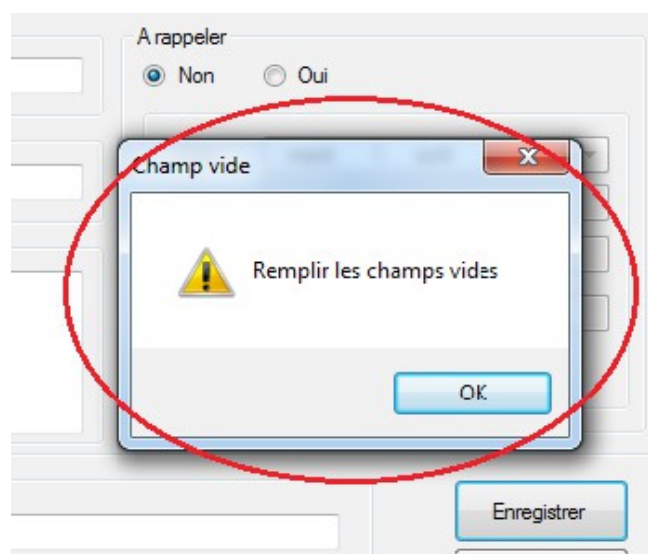 A rappeler
Non Oui
Champ vide
Remplir les champs vides
OK
Enregistrer